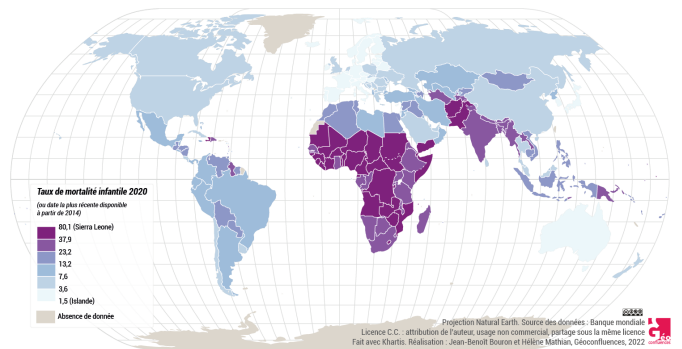 Taux de mortalité infantile 2020
(ou date la plus récente disponible
à partir de 2014)
80,1 (Sierra Leone)
37,9
23,2
13,2
7,6
3,6
1,5 (Islande)
Absence de donnée
Projection Natural Earth. Source des données : Banque mondiale
Licence C.C. : attribution de l'auteur, usage non commercial, partage sous la même licence
Fait avec Khartis. Réalisation : Jean-Benoît Bouron et Hélène Mathian, Géoconfluences, 2022
Géo
confluences